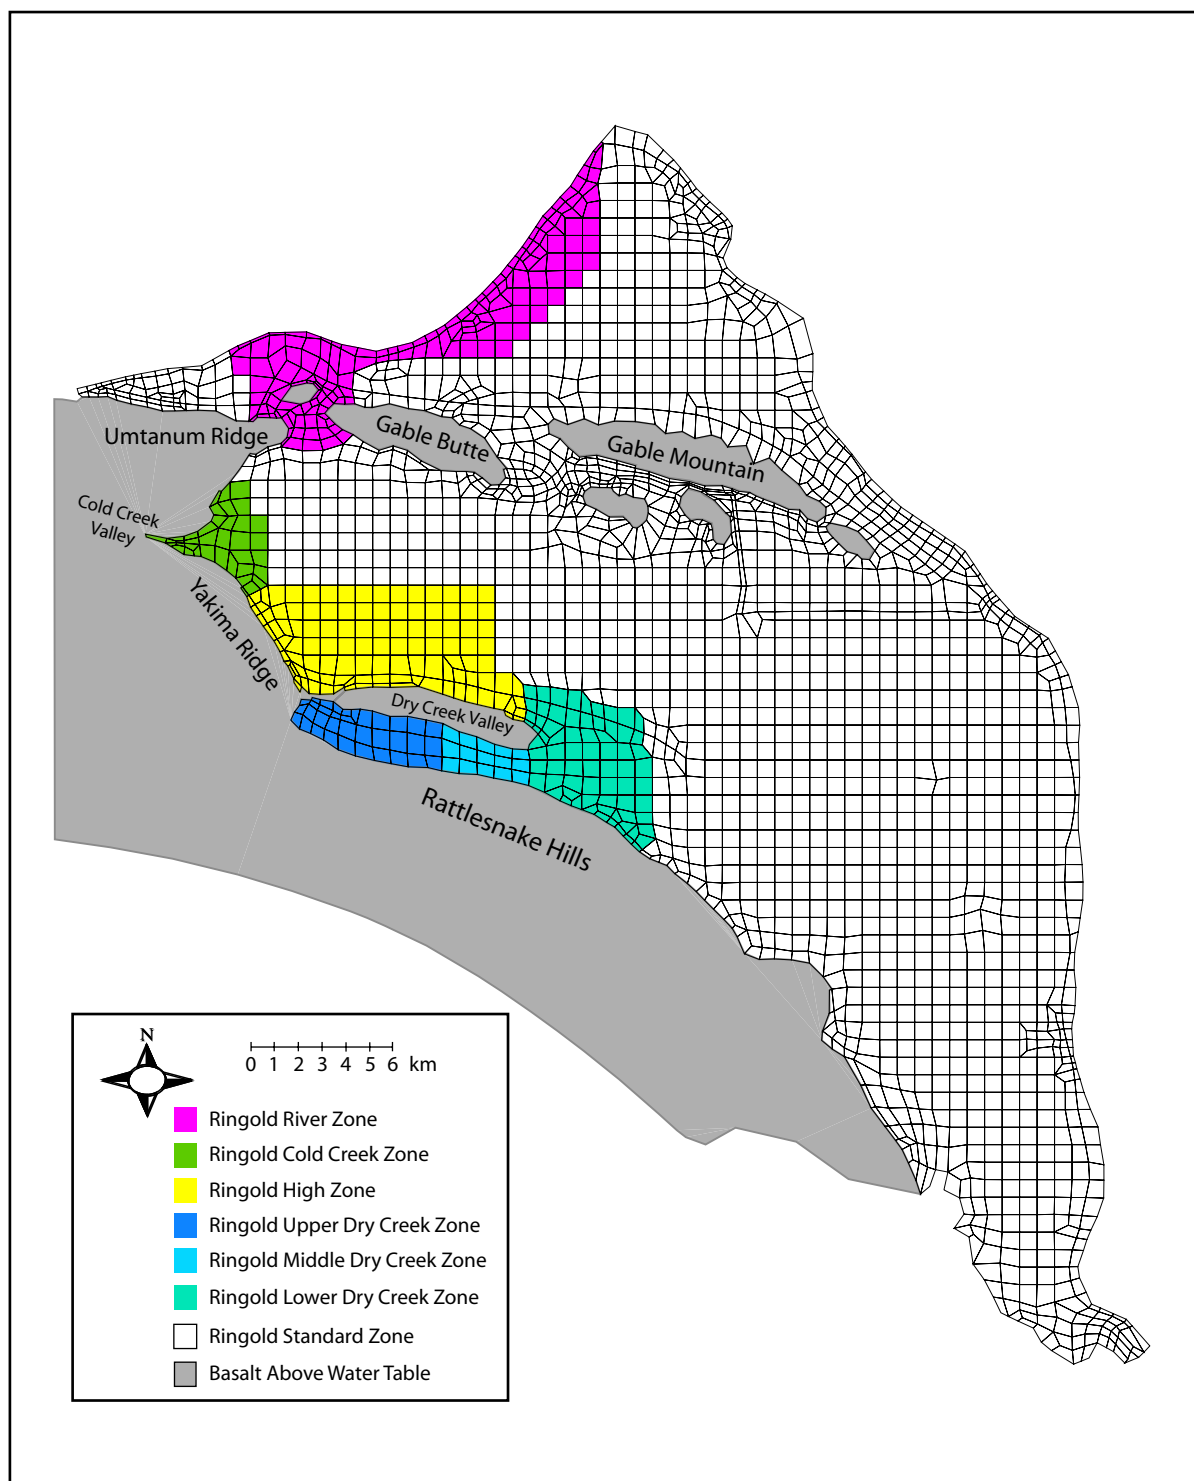 Umtanum Ridge
Gable Butte
Gable Mountain
Cold Creek
Valley
Yakima Ridge
Dry Creek Valley
Rattlesnake Hills
N
0 1 2 3 4 5 6 km
Ringold River Zone
Ringold Cold Creek Zone
Ringold High Zone
Ringold Upper Dry Creek Zone
Ringold Middle Dry Creek Zone
Ringold Lower Dry Creek Zone
Ringold Standard Zone
Basalt Above Water Table